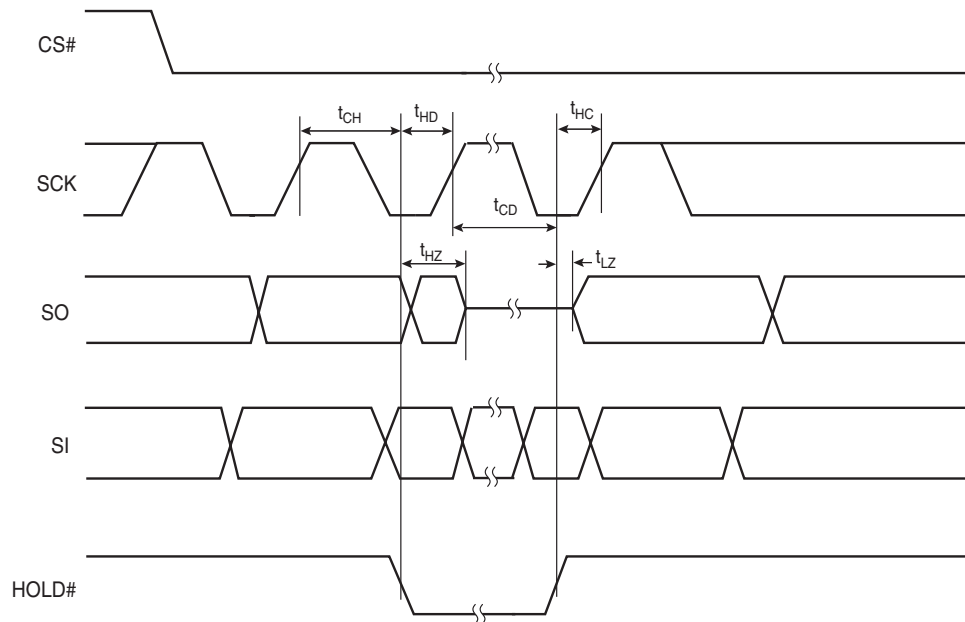 CS#
tCH
tHD
tHC
SCK
tCD
tHZ
tLZ
SO
SI
HOLD#